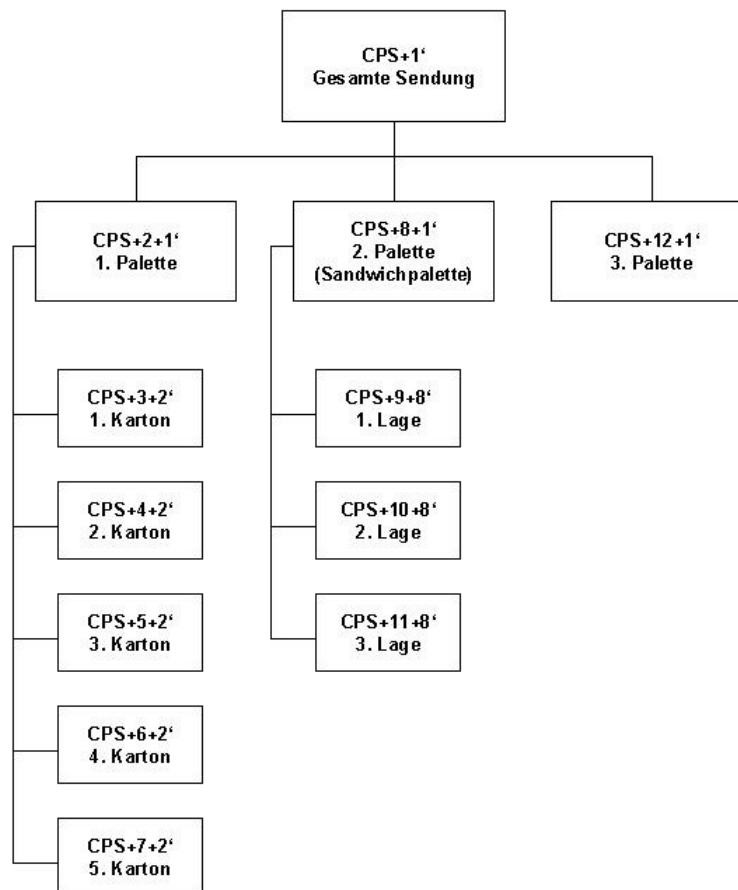 CPS+1‘
Gesamte Sendung
CPS+2+1‘
1. Palette
CPS+8+1‘
2. Palette
(Sandwichpalette)
CPS+12+1‘
3. Palette
CPS+3+2‘
1. Karton
CPS+9+8‘
1. Lage
CPS+4+2‘
2. Karton
CPS+10+8‘
2. Lage
CPS+5+2‘
3. Karton
CPS+11+8‘
3. Lage
CPS+6+2‘
4. Karton
CPS+7+2‘
5. Karton